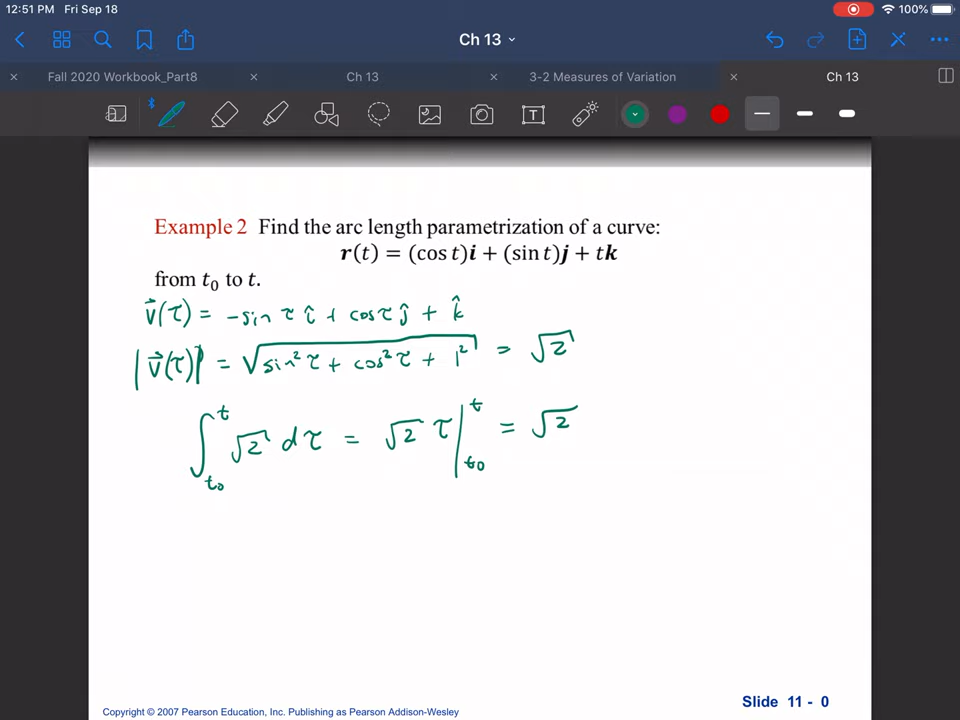 12:51 PM Fri Sep 18
100%
Ch 13
Fall 2020 Workbook_Part8
Ch 13
3-2 Measures of Variation
Ch 13
T
Example 2 Find the arc length parametrization of a curve:
r(t) = (cos t)i + (sin t)j + tk
from t₀ to t.
v⃗(τ) = -sin τ î + cos τ ĵ + k̂
|v⃗(τ)| = √(sin² τ + cos² τ + 1²) = √2
∫_{t₀}^{t} √2 dτ = √2 τ |_{t₀}^{t} = √2
Slide 11 - 0
Copyright © 2007 Pearson Education, Inc. Publishing as Pearson Addison-Wesley